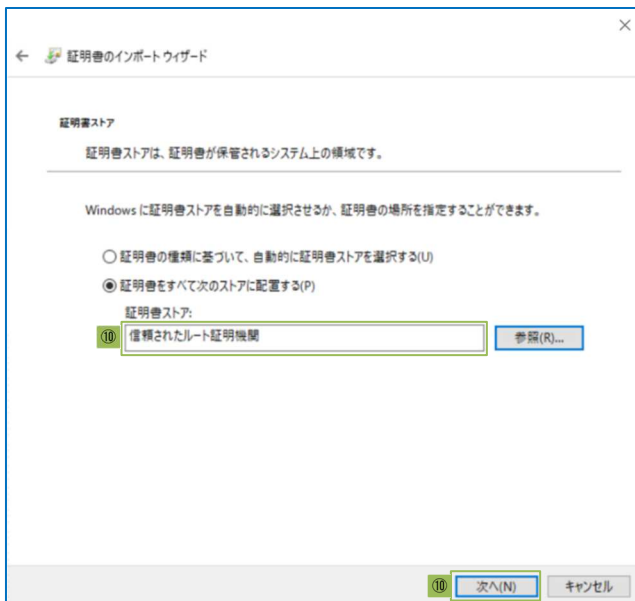 証明書のインポート ウィザード
証明書ストア
証明書ストアは、証明書が保管されるシステム上の領域です。
Windows に証明書ストアを自動的に選択させるか、証明書の場所を指定することができます。
証明書の種類に基づいて、自動的に証明書ストアを選択する(U)
証明書をすべて次のストアに配置する(P)
証明書ストア:
⑩ 信頼されたルート証明機関 参照(R)...
⑩ 次へ(N) キャンセル